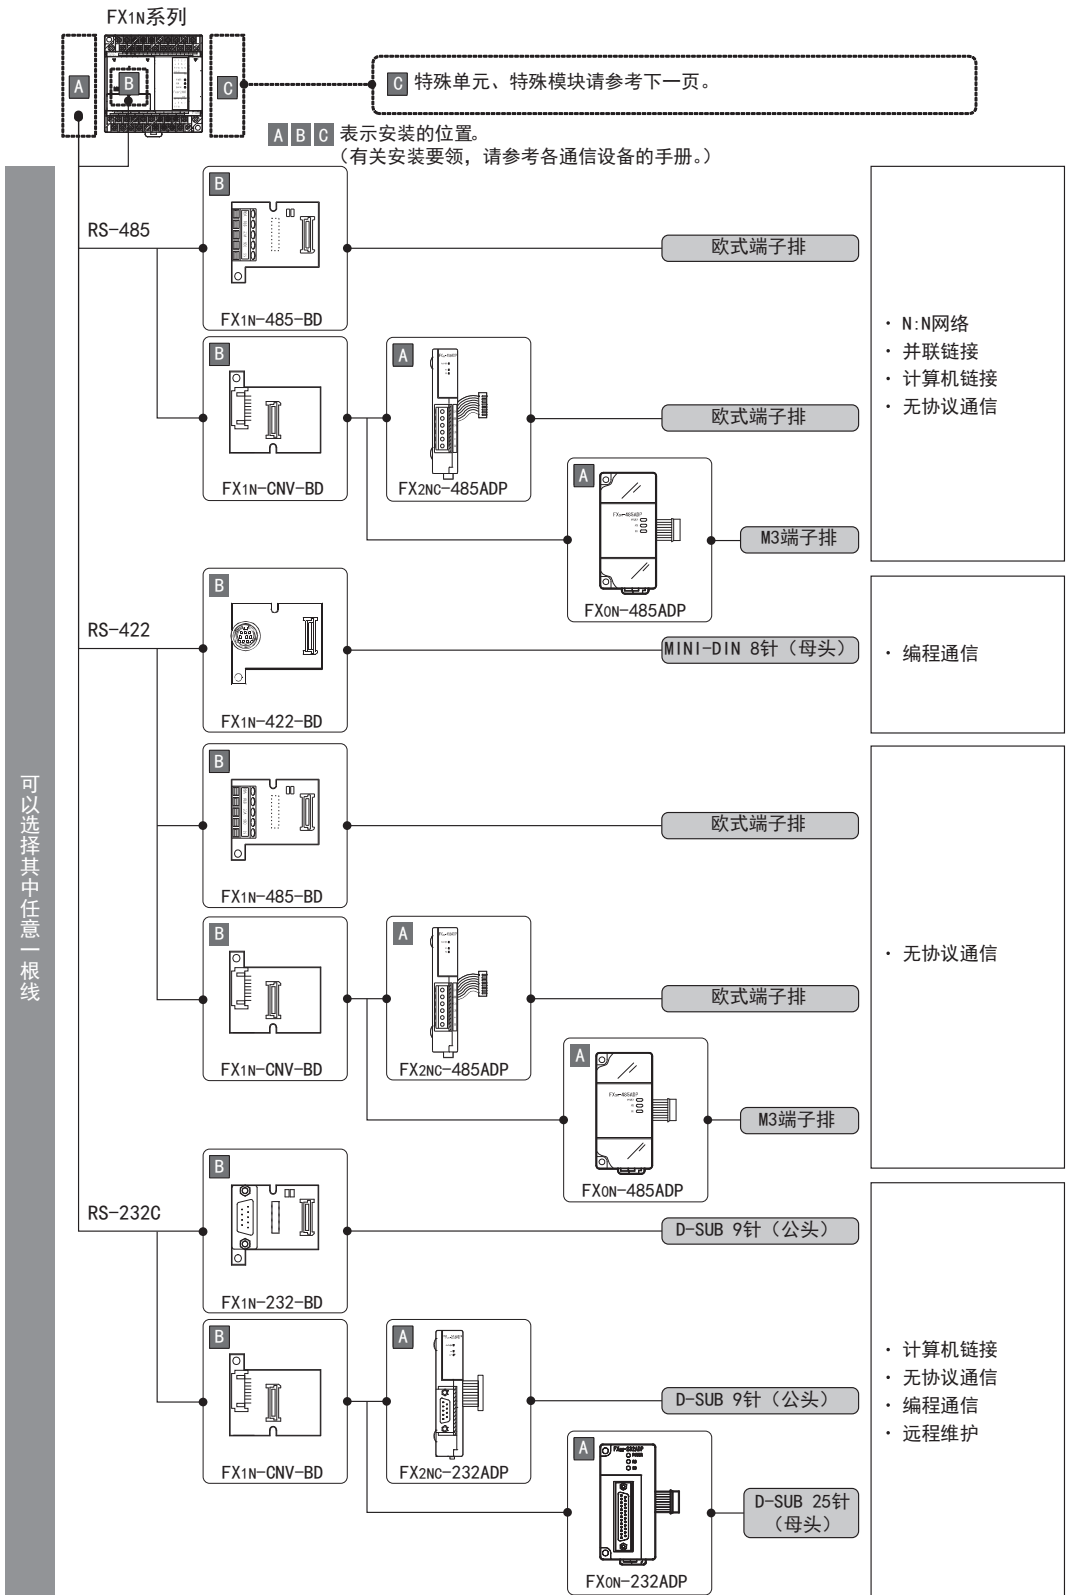 FX1N系列
A
B
C
C 特殊单元、特殊模块请参考下一页。
A B C 表示安装的位置。
（有关安装要领，请参考各通信设备的手册。）
可以选择其中任意一根线
RS-485
B
FX1N-485-BD
欧式端子排
B
FX1N-CNV-BD
A
FX2NC-485ADP
欧式端子排
A
FX0N-485ADP
FX0N-485ADP
M3端子排
· N:N网络
· 并联链接
· 计算机链接
· 无协议通信
RS-422
B
FX1N-422-BD
MINI-DIN 8针（母头）
· 编程通信
B
FX1N-485-BD
欧式端子排
B
FX1N-CNV-BD
A
FX2NC-485ADP
欧式端子排
A
FX0N-485ADP
FX0N-485ADP
M3端子排
· 无协议通信
RS-232C
B
FX1N-232-BD
D-SUB 9针（公头）
B
FX1N-CNV-BD
A
FX2NC-232ADP
D-SUB 9针（公头）
A
FX0N-232ADP
POWER
RD
SD
FX0N-232ADP
D-SUB 25针
（母头）
· 计算机链接
· 无协议通信
· 编程通信
· 远程维护